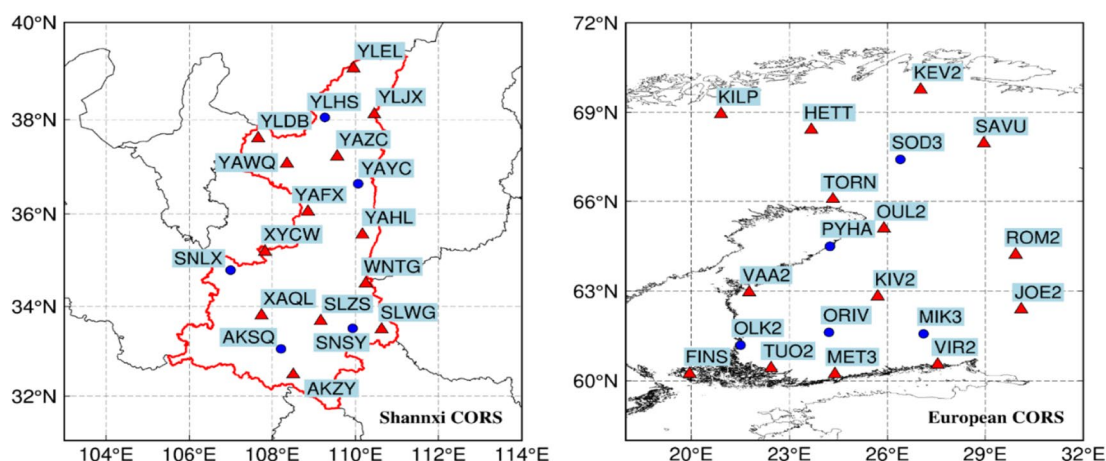 40°N
YLEL
YLHS
YLJX
38°N
YLDB
YAZC
YAWQ
YAYC
36°N
YAFX
YAHL
XYCW
SNLX
WNTG
34°N
XAQL
SLZS
SLWG
AKSQ
SNSY
AKZY
32°N
Shannxi CORS
104°E
106°E
108°E
110°E
112°E
114°E
72°N
KEV2
KILP
69°N
HETT
SAVU
SOD3
TORN
66°N
OUL2
PYHA
ROM2
VAA2
63°N
KIV2
JOE2
ORIV
MIK3
OLK2
FINS
TUO2
MET3
VIR2
60°N
European CORS
20°E
23°E
26°E
29°E
32°E